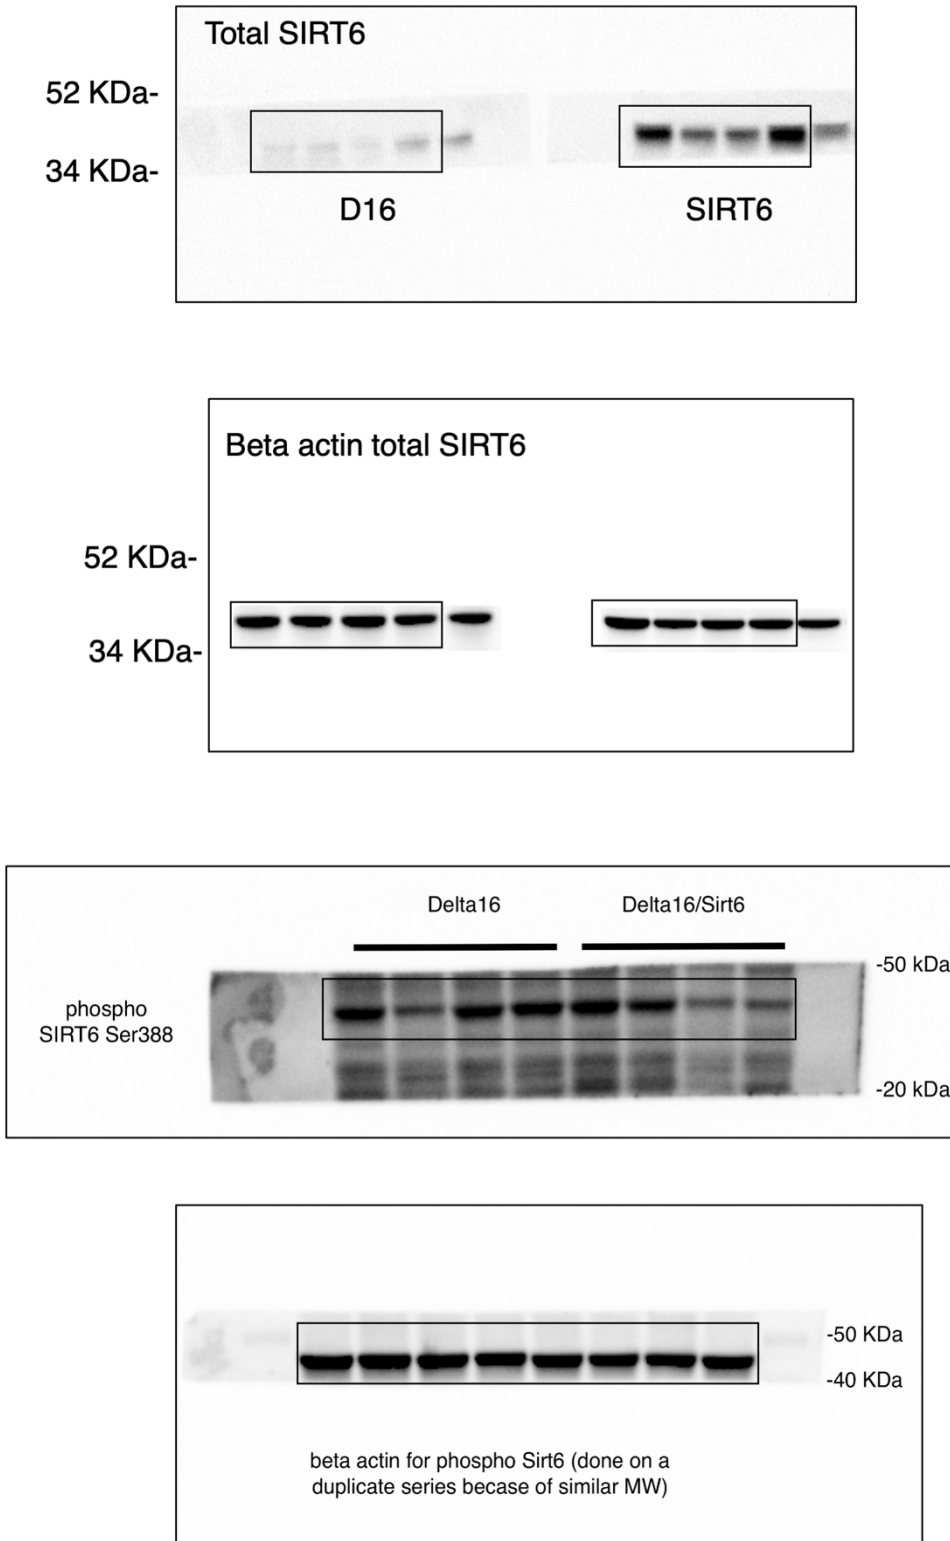 Total SIRT6
52 KDa-
34 KDa-
D16
SIRT6
Beta actin total SIRT6
52 KDa-
34 KDa-
Delta16
Delta16/Sirt6
-50 kDa
phospho
SIRT6 Ser388
-20 kDa
-50 KDa
-40 KDa
beta actin for phospho Sirt6 (done on a
duplicate series becase of similar MW)